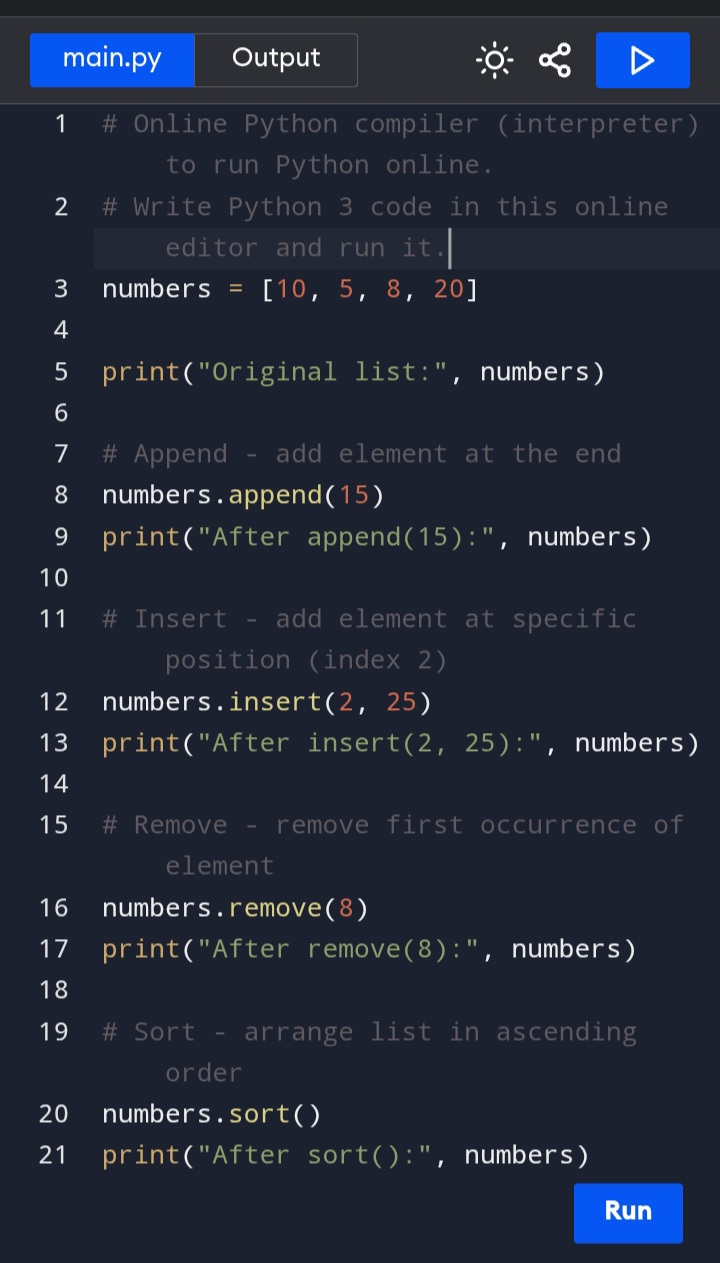 main.py Output
1 # Online Python compiler (interpreter)
to run Python online.
2 # Write Python 3 code in this online
editor and run it.
3 numbers = [10, 5, 8, 20]
4
5 print("Original list:", numbers)
6
7 # Append - add element at the end
8 numbers.append(15)
9 print("After append(15):", numbers)
10
11 # Insert - add element at specific
position (index 2)
12 numbers.insert(2, 25)
13 print("After insert(2, 25):", numbers)
14
15 # Remove - remove first occurrence of
element
16 numbers.remove(8)
17 print("After remove(8):", numbers)
18
19 # Sort - arrange list in ascending
order
20 numbers.sort()
21 print("After sort():", numbers)
Run